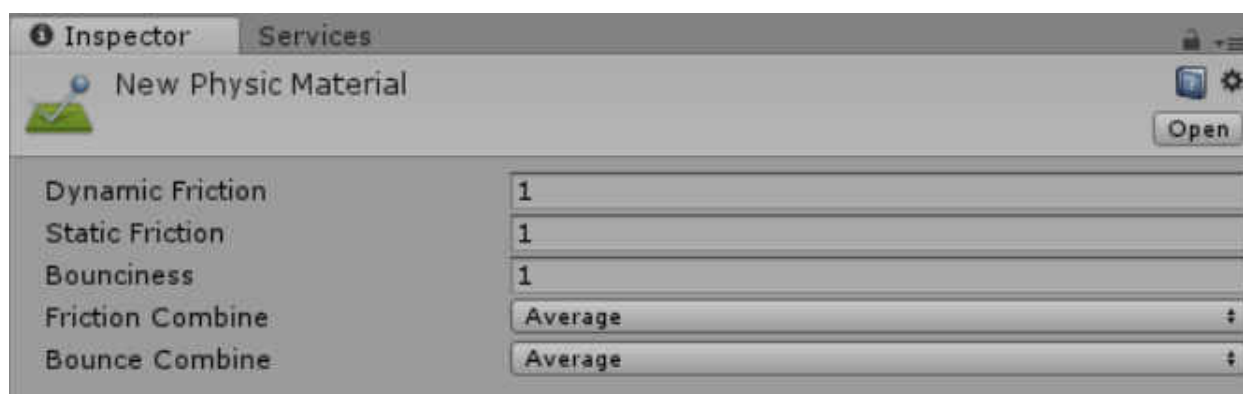 Inspector Services
New Physic Material
Open
Dynamic Friction 1
Static Friction 1
Bounciness 1
Friction Combine Average
Bounce Combine Average